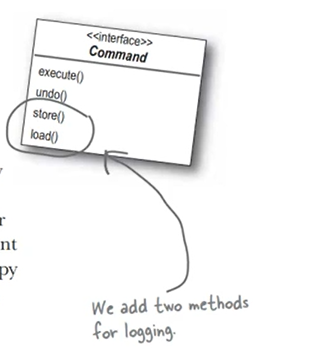 <<interface>>
Command
execute()
undo()
store()
load()
nt
py
We add two methods
for logging.